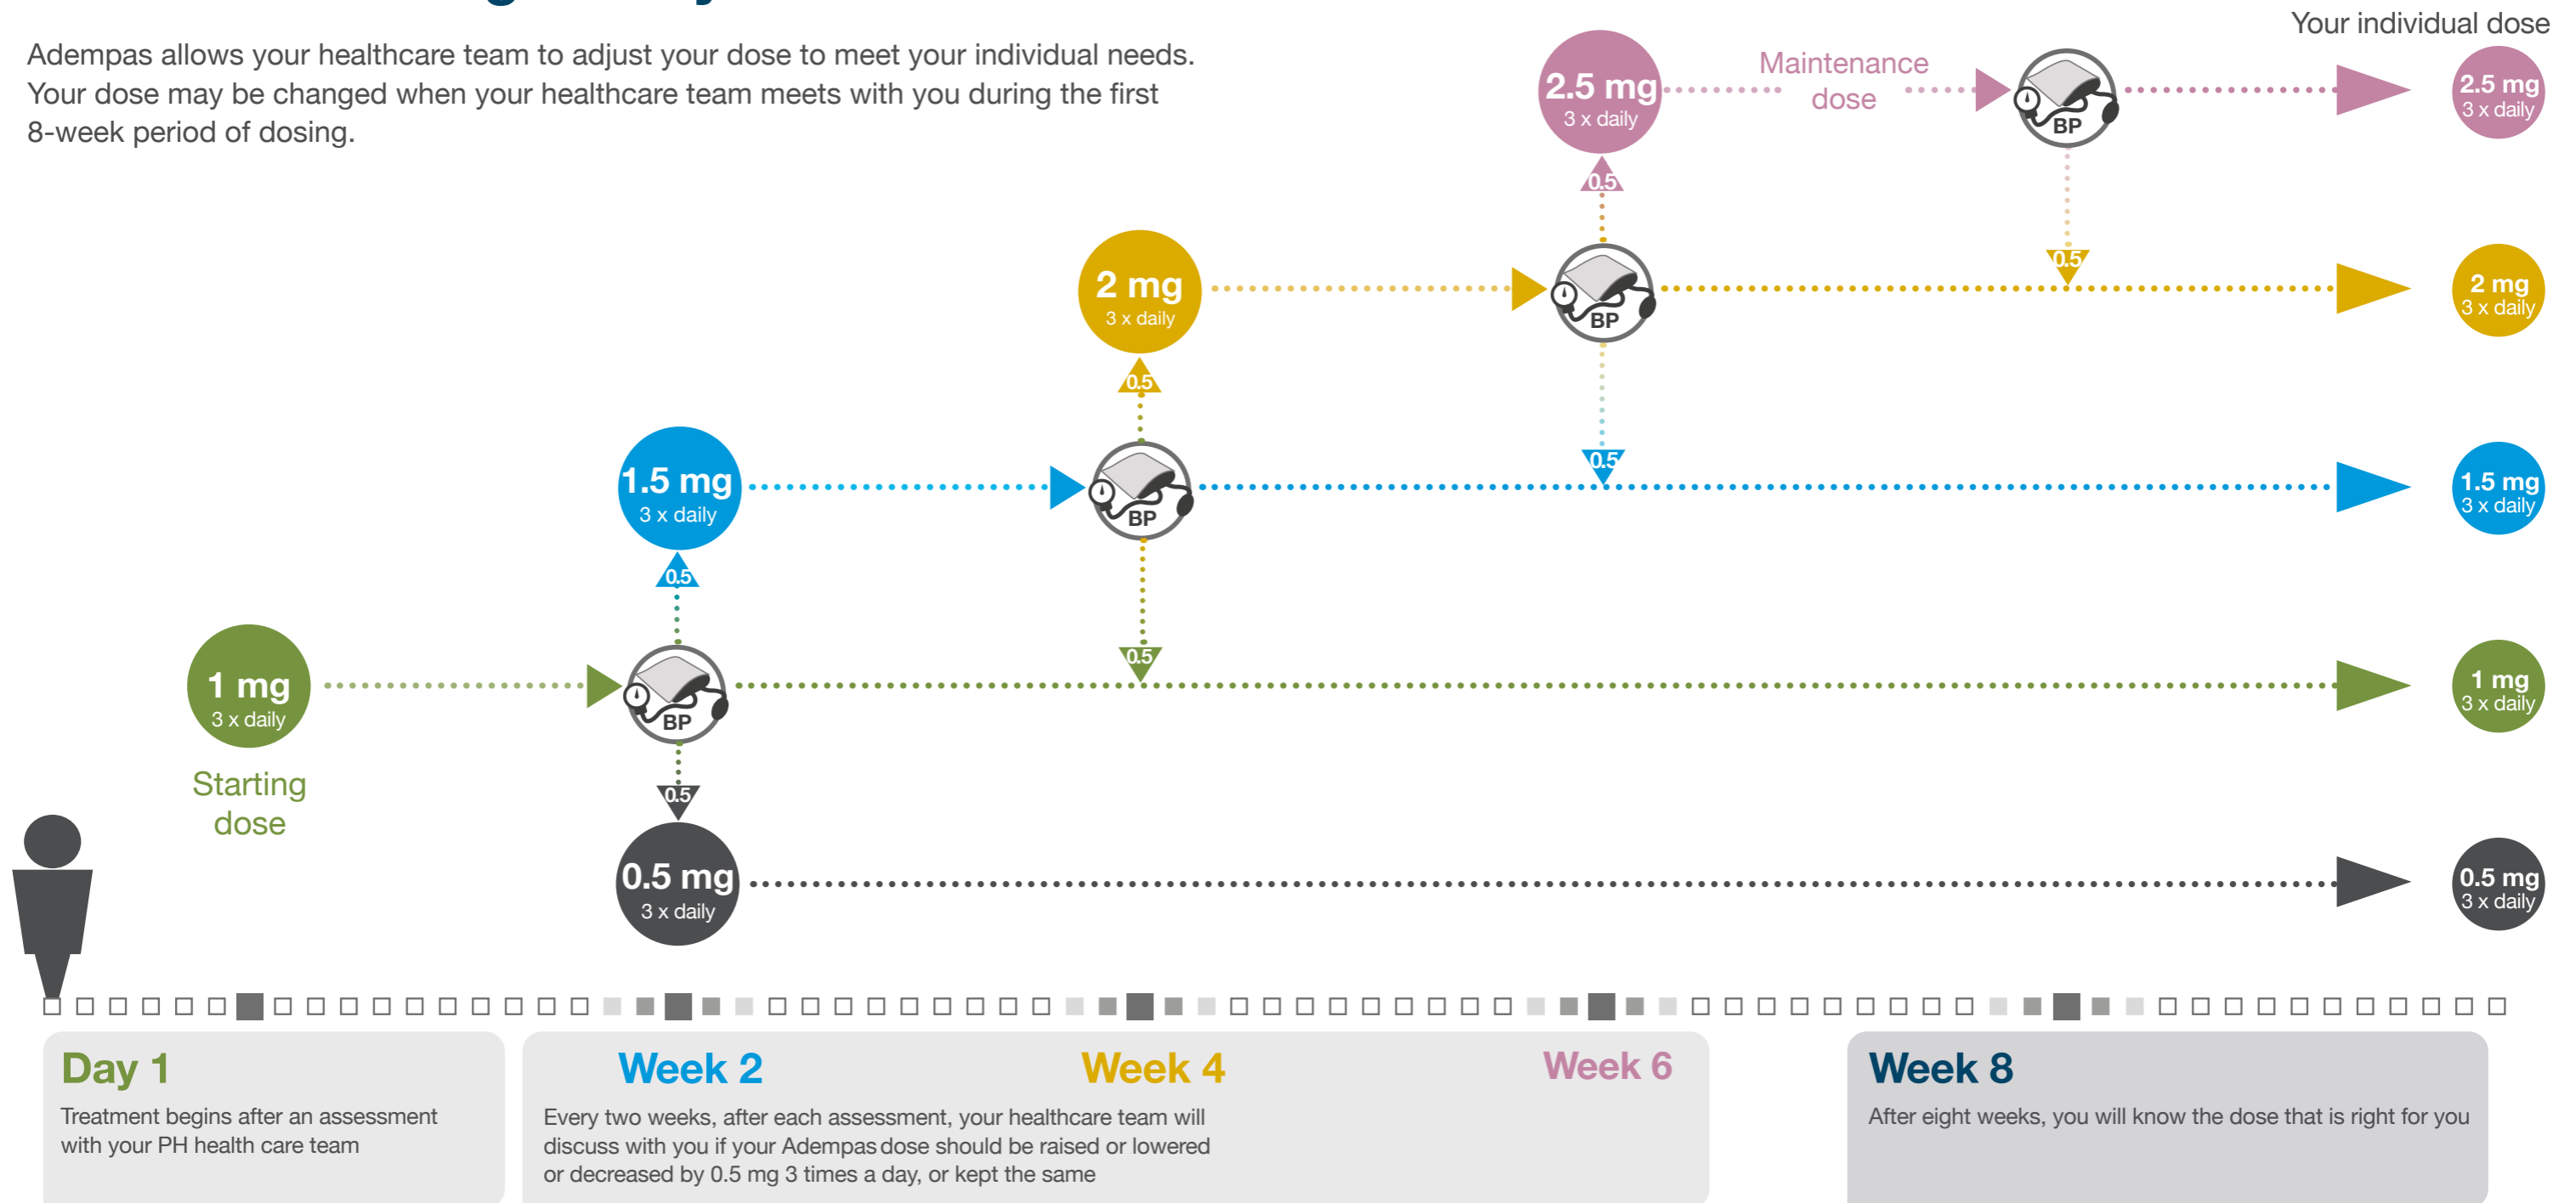 Your individual dose
Adempas allows your healthcare team to adjust your dose to meet your individual needs.
Your dose may be changed when your healthcare team meets with you during the first
8-week period of dosing.
2.5 mg
3 x daily
Maintenance
dose
BP
2.5 mg
3 x daily
0.5
2 mg
3 x daily
BP
0.5
2 mg
3 x daily
0.5
1.5 mg
3 x daily
BP
0.5
1.5 mg
3 x daily
0.5
1 mg
3 x daily
BP
0.5
1 mg
3 x daily
Starting
dose
0.5
0.5 mg
3 x daily
0.5 mg
3 x daily
Day 1
Treatment begins after an assessment
with your PH health care team
Week 2
Week 4
Week 6
Every two weeks, after each assessment, your healthcare team will
discuss with you if your Adempas dose should be raised or lowered
or decreased by 0.5 mg 3 times a day, or kept the same
Week 8
After eight weeks, you will know the dose that is right for you